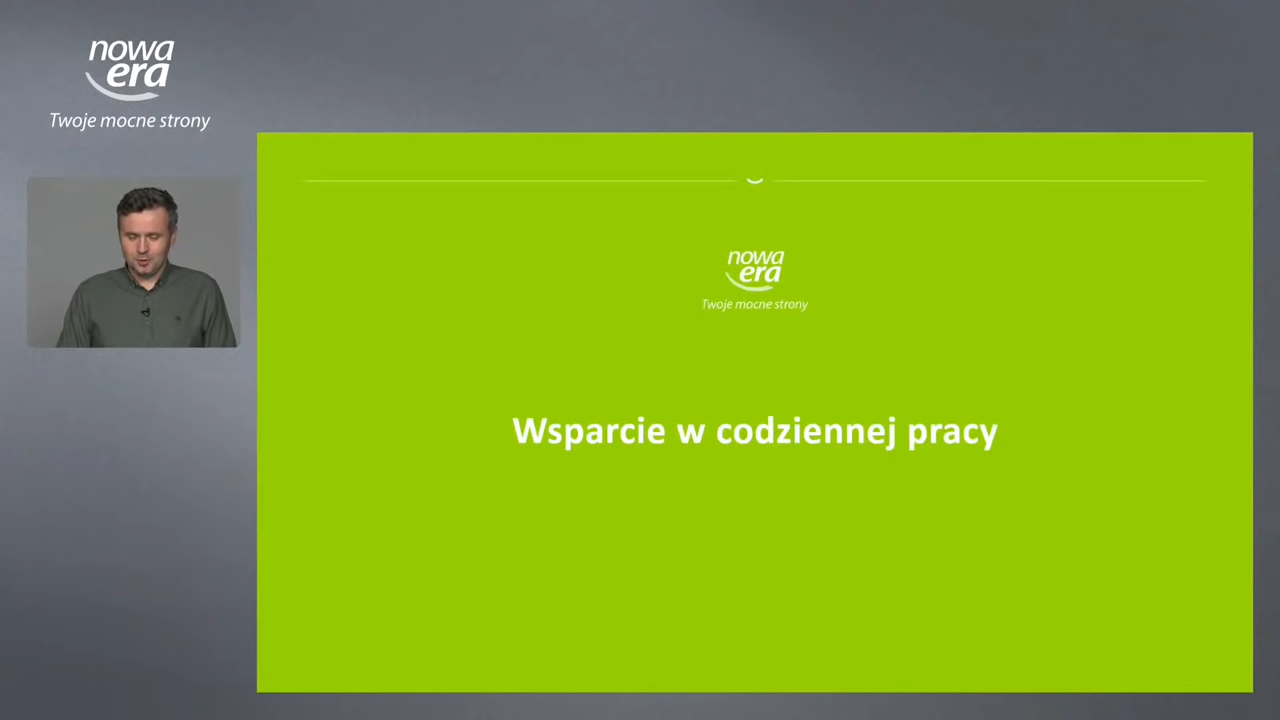 nowa
era
Twoje mocne strony
nowa
era
Twoje mocne strony
Wsparcie w codziennej pracy